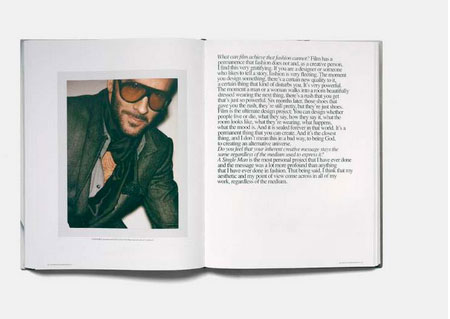 What can film achieve that fashion cannot? Film has a
permanence that fashion does not and, as a creative person,
I find this very gratifying. If you are a designer or someone
who likes to tell a story, fashion is very fleeting. The moment
you design something, there's a certain new quality to it,
a certain thing that kind of disturbs you. It's very powerful.
The moment a man or a woman walks into a room beautifully
dressed wearing the next thing, there's a rush that you get
that's just so powerful. Six months later, those shoes that
gave you the rush, they're still pretty, but they're just shoes.
Film is the ultimate design project. You can design whether
people live or die, what they say, how they say it, what the
room looks like, what they're wearing, what happens,
what the mood is. And it is sealed forever in that world. It's a
permanent thing that you can create. And it's the closest
thing, and I don't mean this in a bad way, to being God,
to creating an alternative universe.
Do you feel that your inherent creative message stays the
same regardless of the medium used to express it?
A Single Man is the most personal project that I have ever done
and the message was a lot more profound than anything
that I have ever done in fashion. That being said, I think that my
aesthetic and my point of view come across in all of my
work, regardless of the medium.